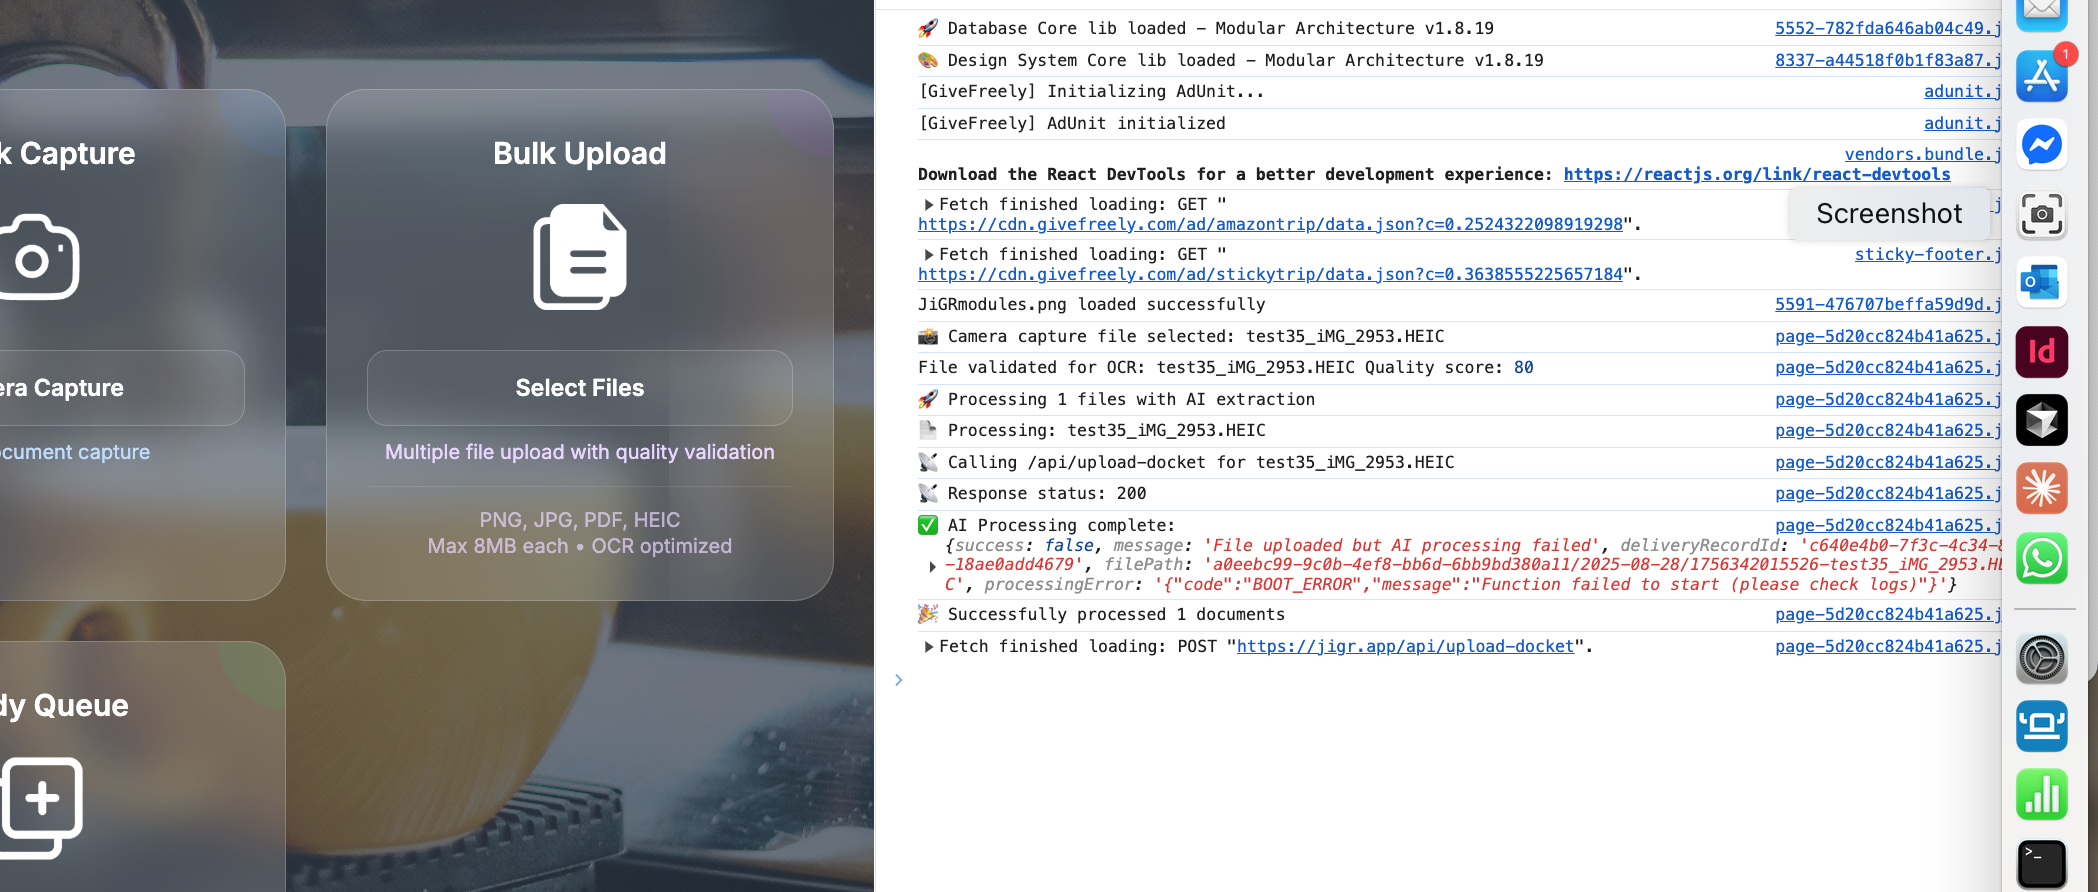 k Capture
era Capture
ocument capture
Bulk Upload
Select Files
Multiple file upload with quality validation
PNG, JPG, PDF, HEIC
Max 8MB each • OCR optimized
dy Queue
🚀 Database Core lib loaded – Modular Architecture v1.8.19 5552-782fda646ab04c49.j
🎨 Design System Core lib loaded – Modular Architecture v1.8.19 8337-a44518f0b1f83a87.j
[GiveFreely] Initializing AdUnit... adunit.j
[GiveFreely] AdUnit initialized adunit.j
vendors.bundle.j
Download the React DevTools for a better development experience: https://reactjs.org/link/react-devtools
▶Fetch finished loading: GET "
https://cdn.givefreely.com/ad/amazontrip/data.json?c=0.2524322098919298".
▶Fetch finished loading: GET " sticky-footer.j
https://cdn.givefreely.com/ad/stickytrip/data.json?c=0.3638555225657184".
JiGRmodules.png loaded successfully 5591-476707beffa59d9d.j
📸 Camera capture file selected: test35_iMG_2953.HEIC page-5d20cc824b41a625.j
File validated for OCR: test35_iMG_2953.HEIC Quality score: 80 page-5d20cc824b41a625.j
🚀 Processing 1 files with AI extraction page-5d20cc824b41a625.j
📄 Processing: test35_iMG_2953.HEIC page-5d20cc824b41a625.j
📡 Calling /api/upload-docket for test35_iMG_2953.HEIC page-5d20cc824b41a625.j
📡 Response status: 200 page-5d20cc824b41a625.j
✅ AI Processing complete: page-5d20cc824b41a625.j
{success: false, message: 'File uploaded but AI processing failed', deliveryRecordId: 'c640e4b0-7f3c-4c34-8
-18ae0add4679', filePath: 'a0eebc99-9c0b-4ef8-bb6d-6bb9bd380a11/2025-08-28/1756342015526-test35_iMG_2953.HE
C', processingError: '{"code":"BOOT_ERROR","message":"Function failed to start (please check logs)"}'}
🎉 Successfully processed 1 documents page-5d20cc824b41a625.j
▶Fetch finished loading: POST "https://jigr.app/api/upload-docket". page-5d20cc824b41a625.j
Screenshot
1
Id